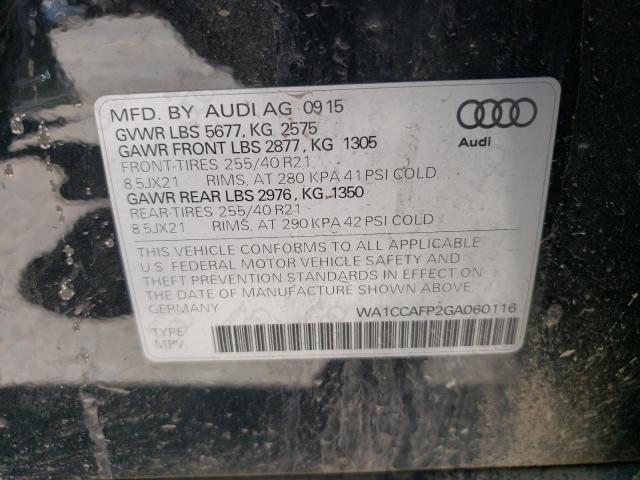 MFD. BY AUDI AG 09 15
GVWR LBS 5677, KG 2575
GAWR FRONT LBS 2877, KG 1305
FRONT-TIRES 255/40 R21
8.5JX21 RIMS, AT 280 KPA 41 PSI COLD
GAWR REAR LBS 2976, KG 1350
REAR-TIRES 255/40 R21
8.5JX21 RIMS, AT 290 KPA 42 PSI COLD
Audi
THIS VEHICLE CONFOBMS TO ALL APPLICABLE
U.S. FEDERAL MOTOR VEHICLE SAFETY AND
THEFT PREVENTION STANDARDS IN EFFECT ON
THE DATE OF MANUFACTURE SHOWN ABOVE.
GERMANY
WA1CCAFP2GA060116
TYPE
MPV